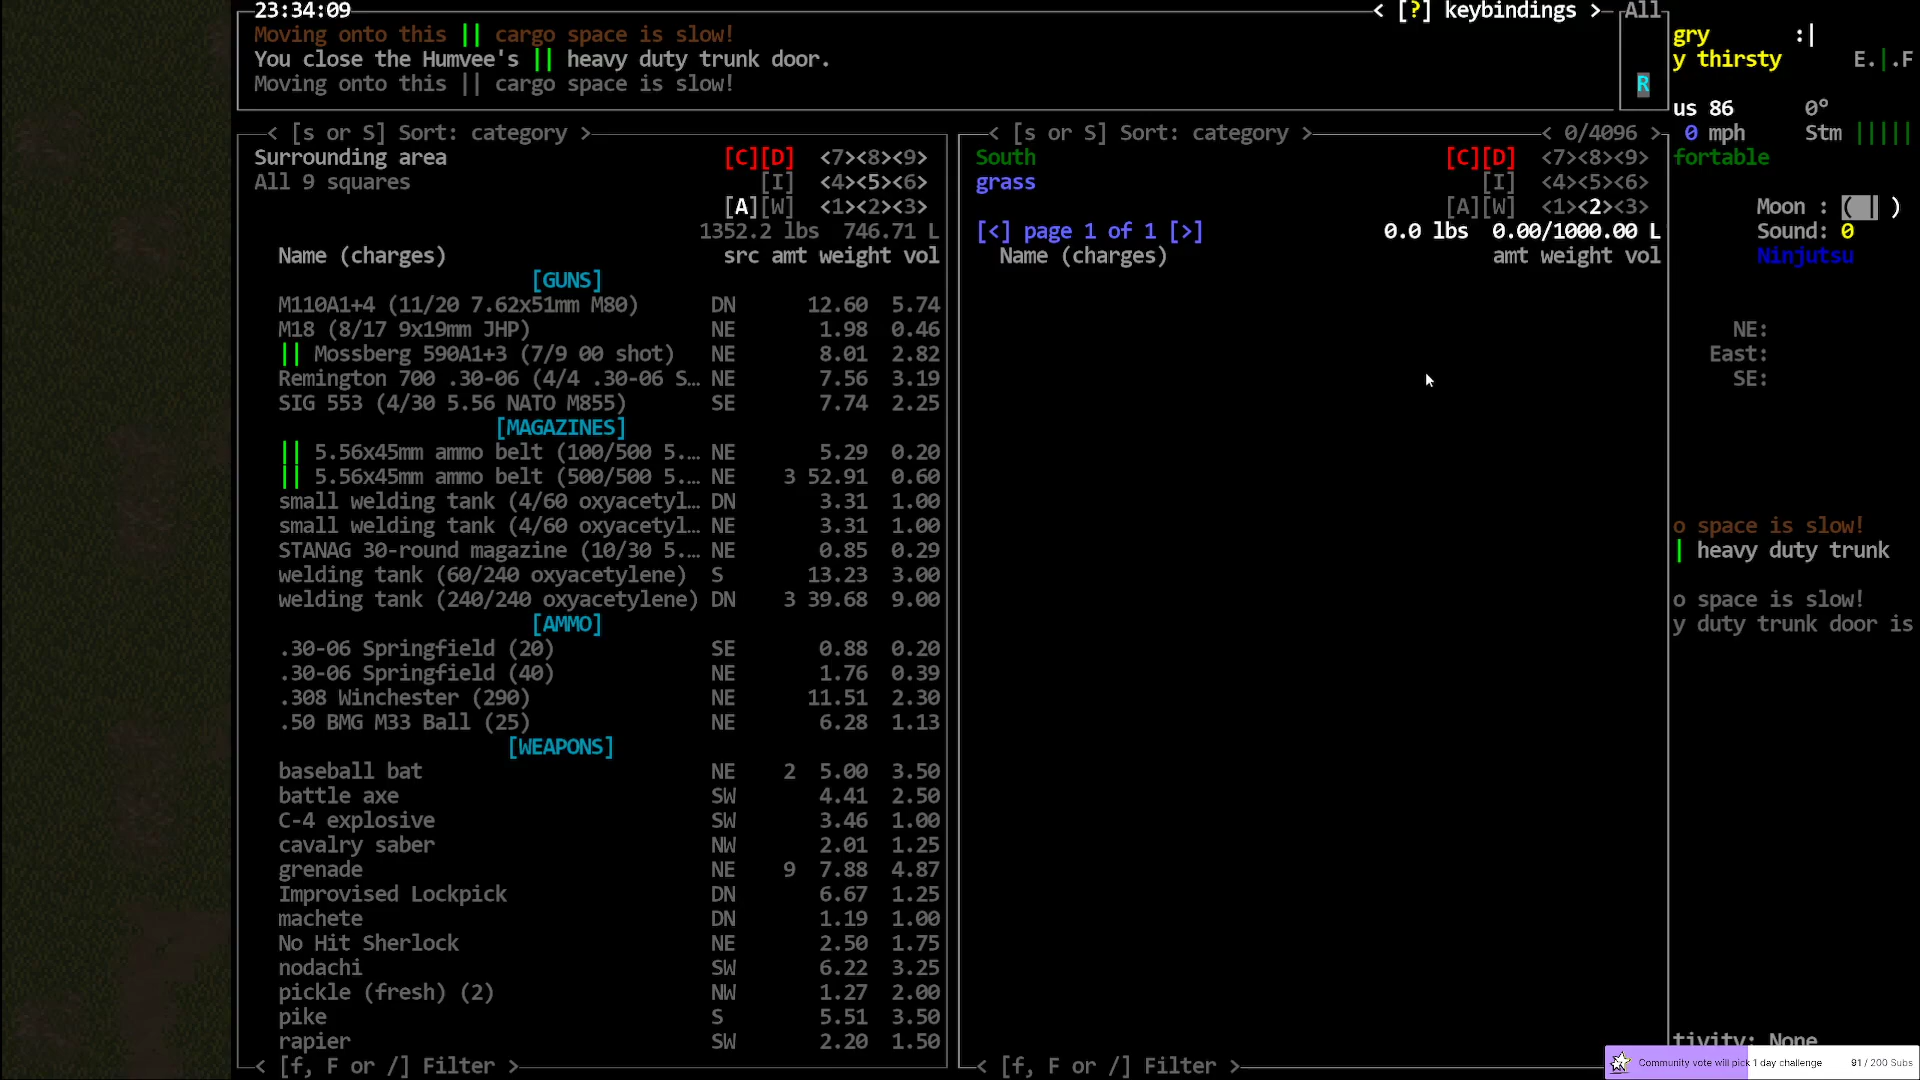 23:34:09
< [?] keybindings >
All
Moving onto this || cargo space is slow!
You close the Humvee's || heavy duty trunk door.
Moving onto this || cargo space is slow!
R
< [s or S] Sort: category >
Surrounding area [C][D] <7><8><9>
All 9 squares [I] <4><5><6>
[A][W] <1><2><3>
1352.2 lbs 746.71 L
Name (charges) src amt weight vol
[GUNS]
M110A1+4 (11/20 7.62x51mm M80) DN 12.60 5.74
M18 (8/17 9x19mm JHP) NE 1.98 0.46
|| Mossberg 590A1+3 (7/9 00 shot) NE 8.01 2.82
Remington 700 .30-06 (4/4 .30-06 S… NE 7.56 3.19
SIG 553 (4/30 5.56 NATO M855) SE 7.74 2.25
[MAGAZINES]
|| 5.56x45mm ammo belt (100/500 5.… NE 5.29 0.20
|| 5.56x45mm ammo belt (500/500 5.… NE 3 52.91 0.60
small welding tank (4/60 oxyacetyl… DN 3.31 1.00
small welding tank (4/60 oxyacetyl… NE 3.31 1.00
STANAG 30-round magazine (10/30 5.… NE 0.85 0.29
welding tank (60/240 oxyacetylene) S 13.23 3.00
welding tank (240/240 oxyacetylene) DN 3 39.68 9.00
[AMMO]
.30-06 Springfield (20) SE 0.88 0.20
.30-06 Springfield (40) NE 1.76 0.39
.308 Winchester (290) NE 11.51 2.30
.50 BMG M33 Ball (25) NE 6.28 1.13
[WEAPONS]
baseball bat NE 2 5.00 3.50
battle axe SW 4.41 2.50
C-4 explosive SW 3.46 1.00
cavalry saber NW 2.01 1.25
grenade NE 9 7.88 4.87
Improvised Lockpick DN 6.67 1.25
machete DN 1.19 1.00
No Hit Sherlock NE 2.50 1.75
nodachi SW 6.22 3.25
pickle (fresh) (2) NW 1.27 2.00
pike S 5.51 3.50
rapier SW 2.20 1.50
< [f, F or /] Filter >
< [s or S] Sort: category >
< 0/4096 >
South [C][D] <7><8><9>
grass [I] <4><5><6>
[A][W] <1><2><3>
[<] page 1 of 1 [>] 0.0 lbs 0.00/1000.00 L
Name (charges) amt weight vol
< [f, F or /] Filter >
gry :|
y thirsty E.|.F
us 86 0°
0 mph Stm |||||
fortable
Moon : ( | )
Sound: 0
Ninjutsu
NE:
East:
SE:
o space is slow!
| heavy duty trunk
o space is slow!
y duty trunk door is
tivity: None
Community vote will pick 1 day challenge 91 / 200 Subs